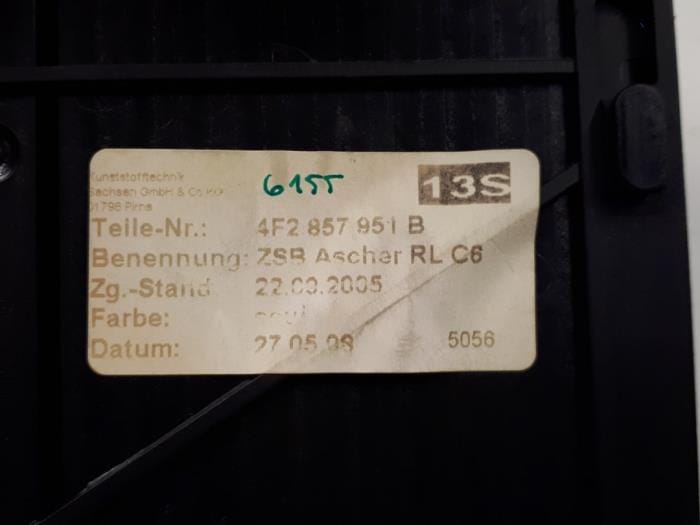 Kunststofftechnik
Sachsen GmbH & Co.KG
01796 Pirna
6155
13S
Teile-Nr.: 4F2 857 951 B
Benennung: ZSB Ascher RL C6
Zg.-Stand 22.03.2005
Farbe:
Datum: 27 05 08 5056